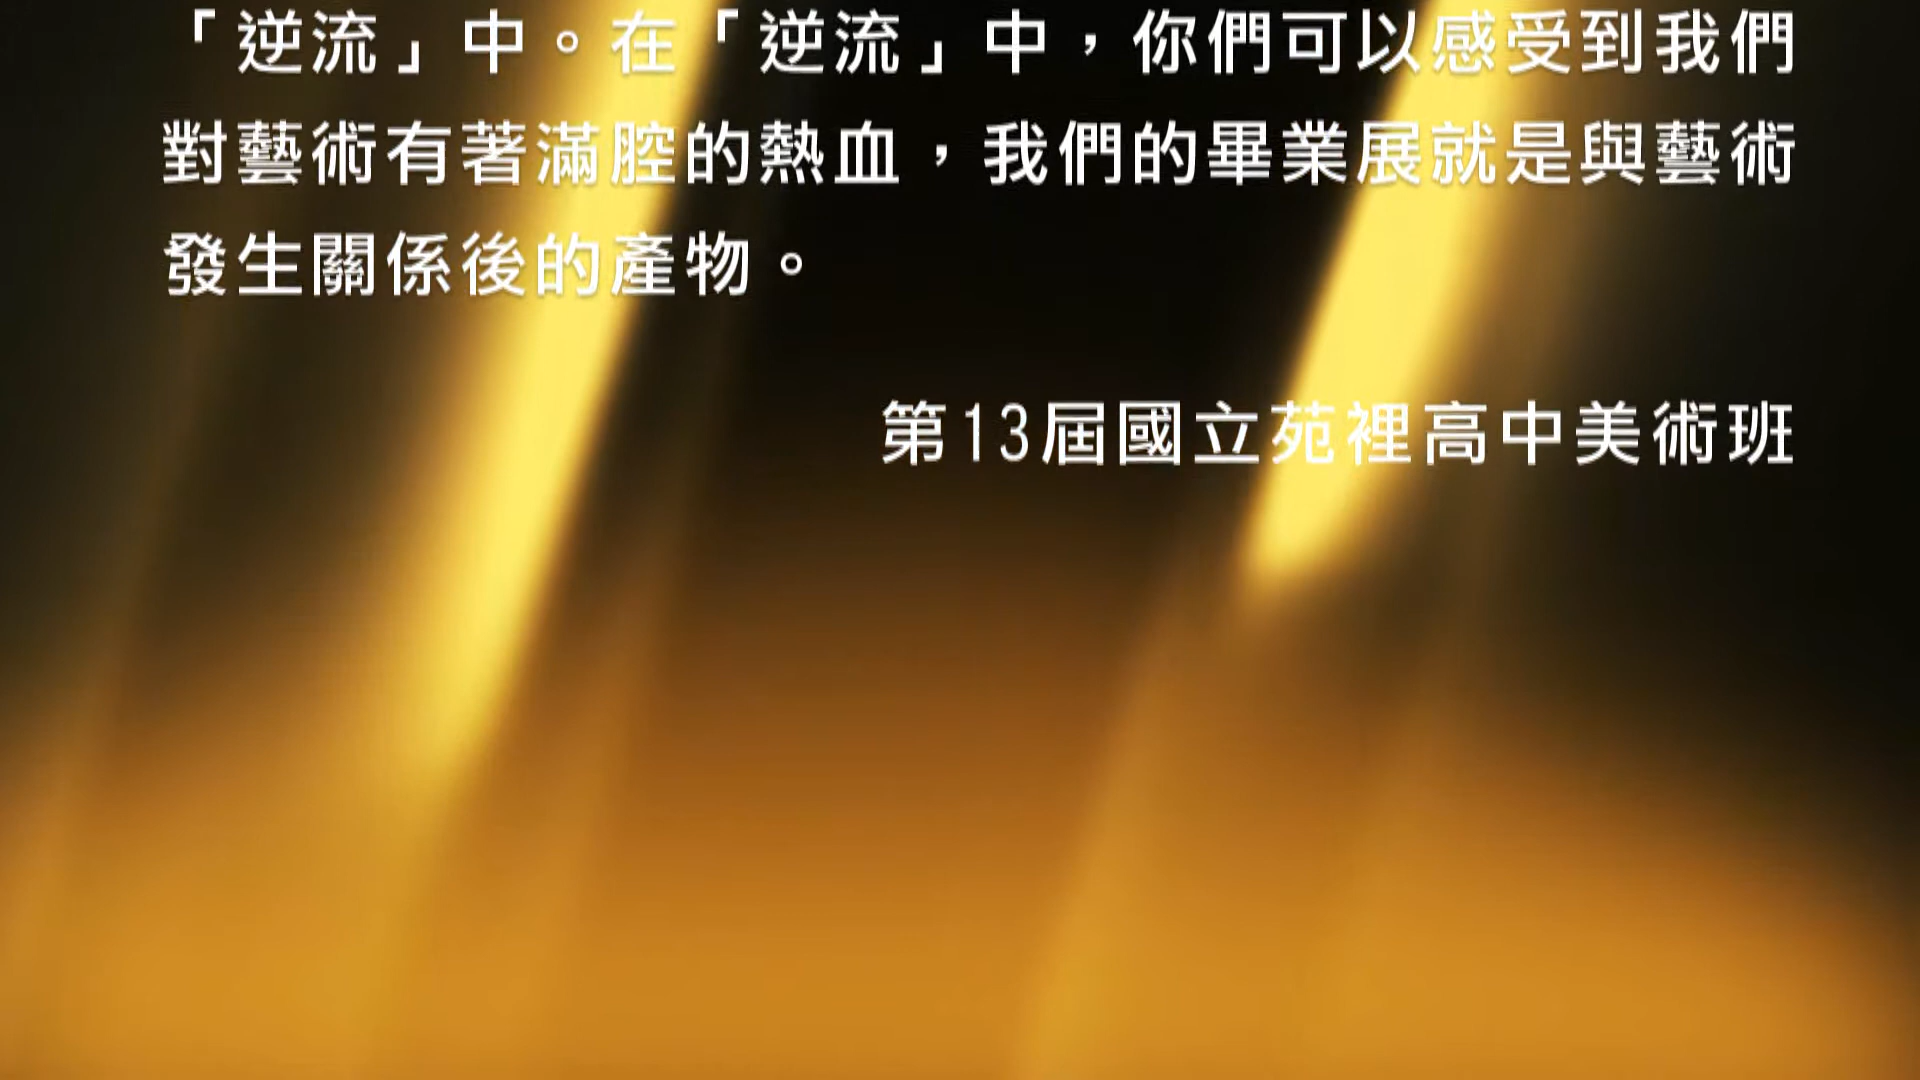 「逆流」中。在「逆流」中，你們可以感受到我們
對藝術有著滿腔的熱血，我們的畢業展就是與藝術
發生關係後的產物。
第13屆國立苑裡高中美術班